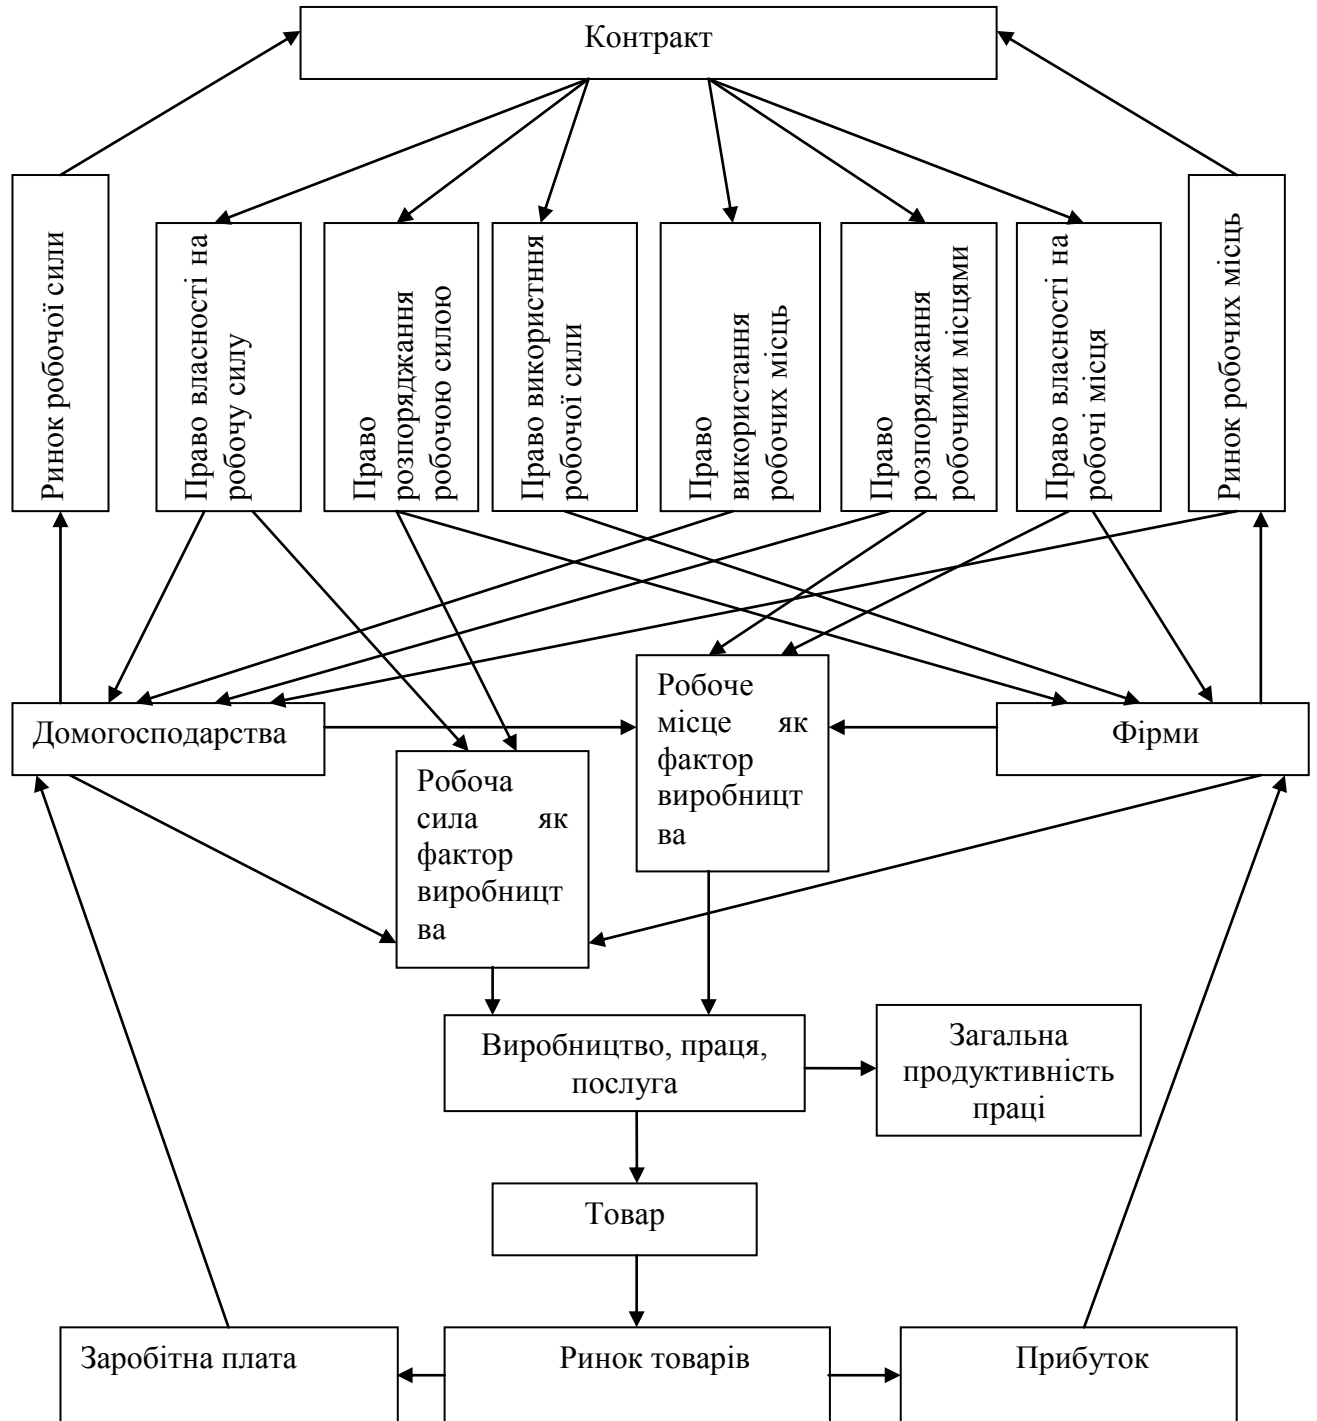 Контракт
Ринок робочої сили
Право власності на
робочу силу
Право
розпоряджання
робочою силою
Право використння
робочої сили
Право
використання
робочих місць
Право
розпоряджання
робочими місцями
Право власності на
робочі місця
Ринок робочих місць
Домогосподарства
Робоче
місце як
фактор
виробницт
ва
Фірми
Робоча
сила як
фактор
виробницт
ва
Виробництво, праця,
послуга
Загальна
продуктивність
праці
Товар
Заробітна плата
Ринок товарів
Прибуток